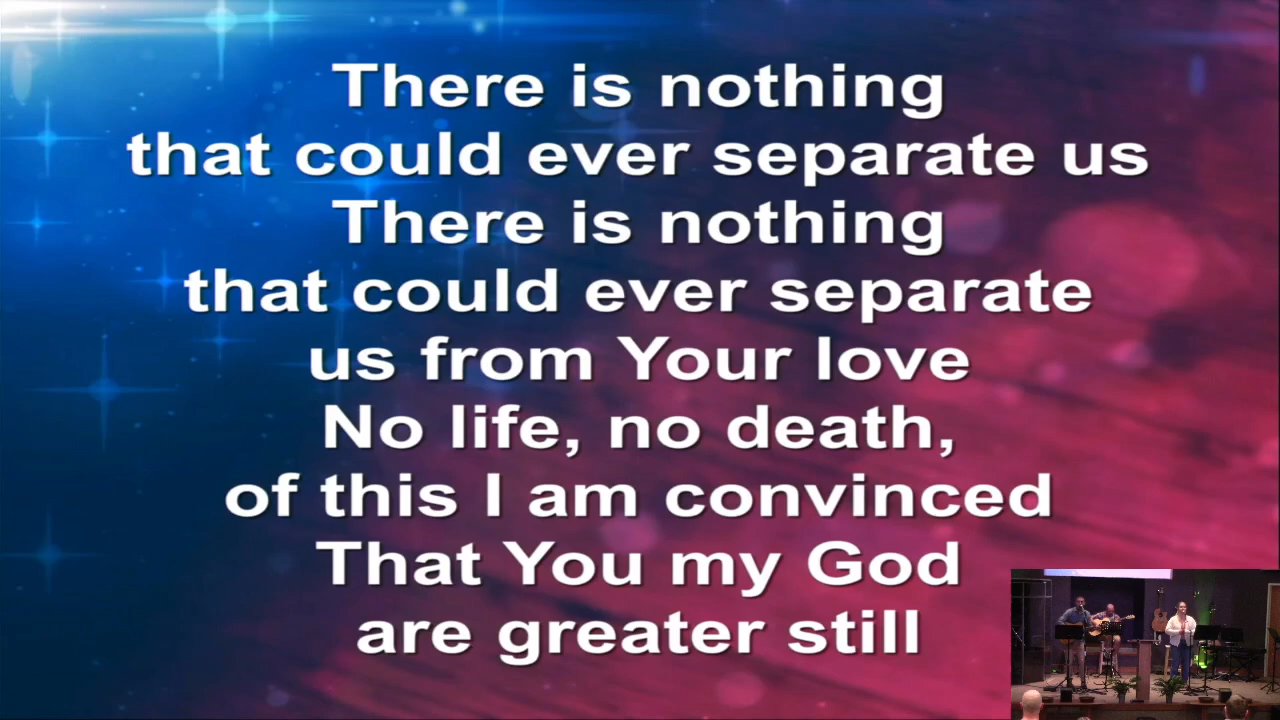 There is nothing
that could ever separate us
There is nothing
that could ever separate
us from Your love
No life, no death,
of this I am convinced
That You my God
are greater still